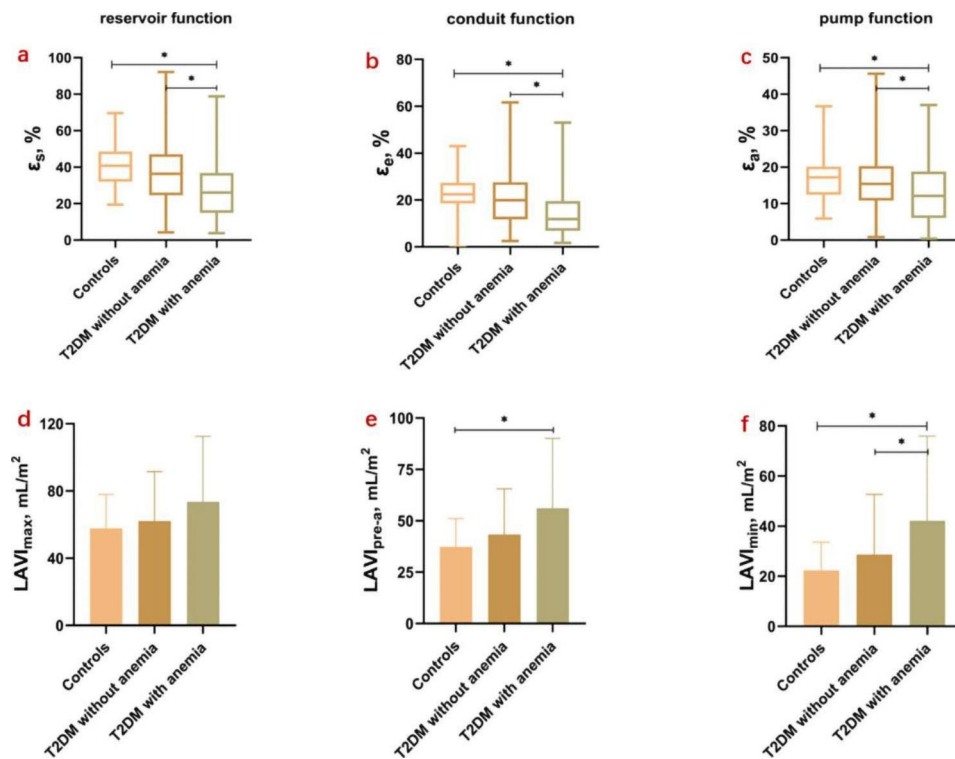 reservoir function
conduit function
pump function
a
εs, %
100
80
60
40
20
0
*
*
Controls
T2DM without anemia
T2DM with anemia
b
εe, %
80
60
40
20
0
*
*
Controls
T2DM without anemia
T2DM with anemia
c
εa, %
50
40
30
20
10
0
*
*
Controls
T2DM without anemia
T2DM with anemia
d
LAVImax, mL/m²
120
80
40
0
Controls
T2DM without anemia
T2DM with anemia
e
LAVIpre-a, mL/m²
100
75
50
25
0
*
Controls
T2DM without anemia
T2DM with anemia
f
LAVImin, mL/m²
80
60
40
20
0
*
*
Controls
T2DM without anemia
T2DM with anemia